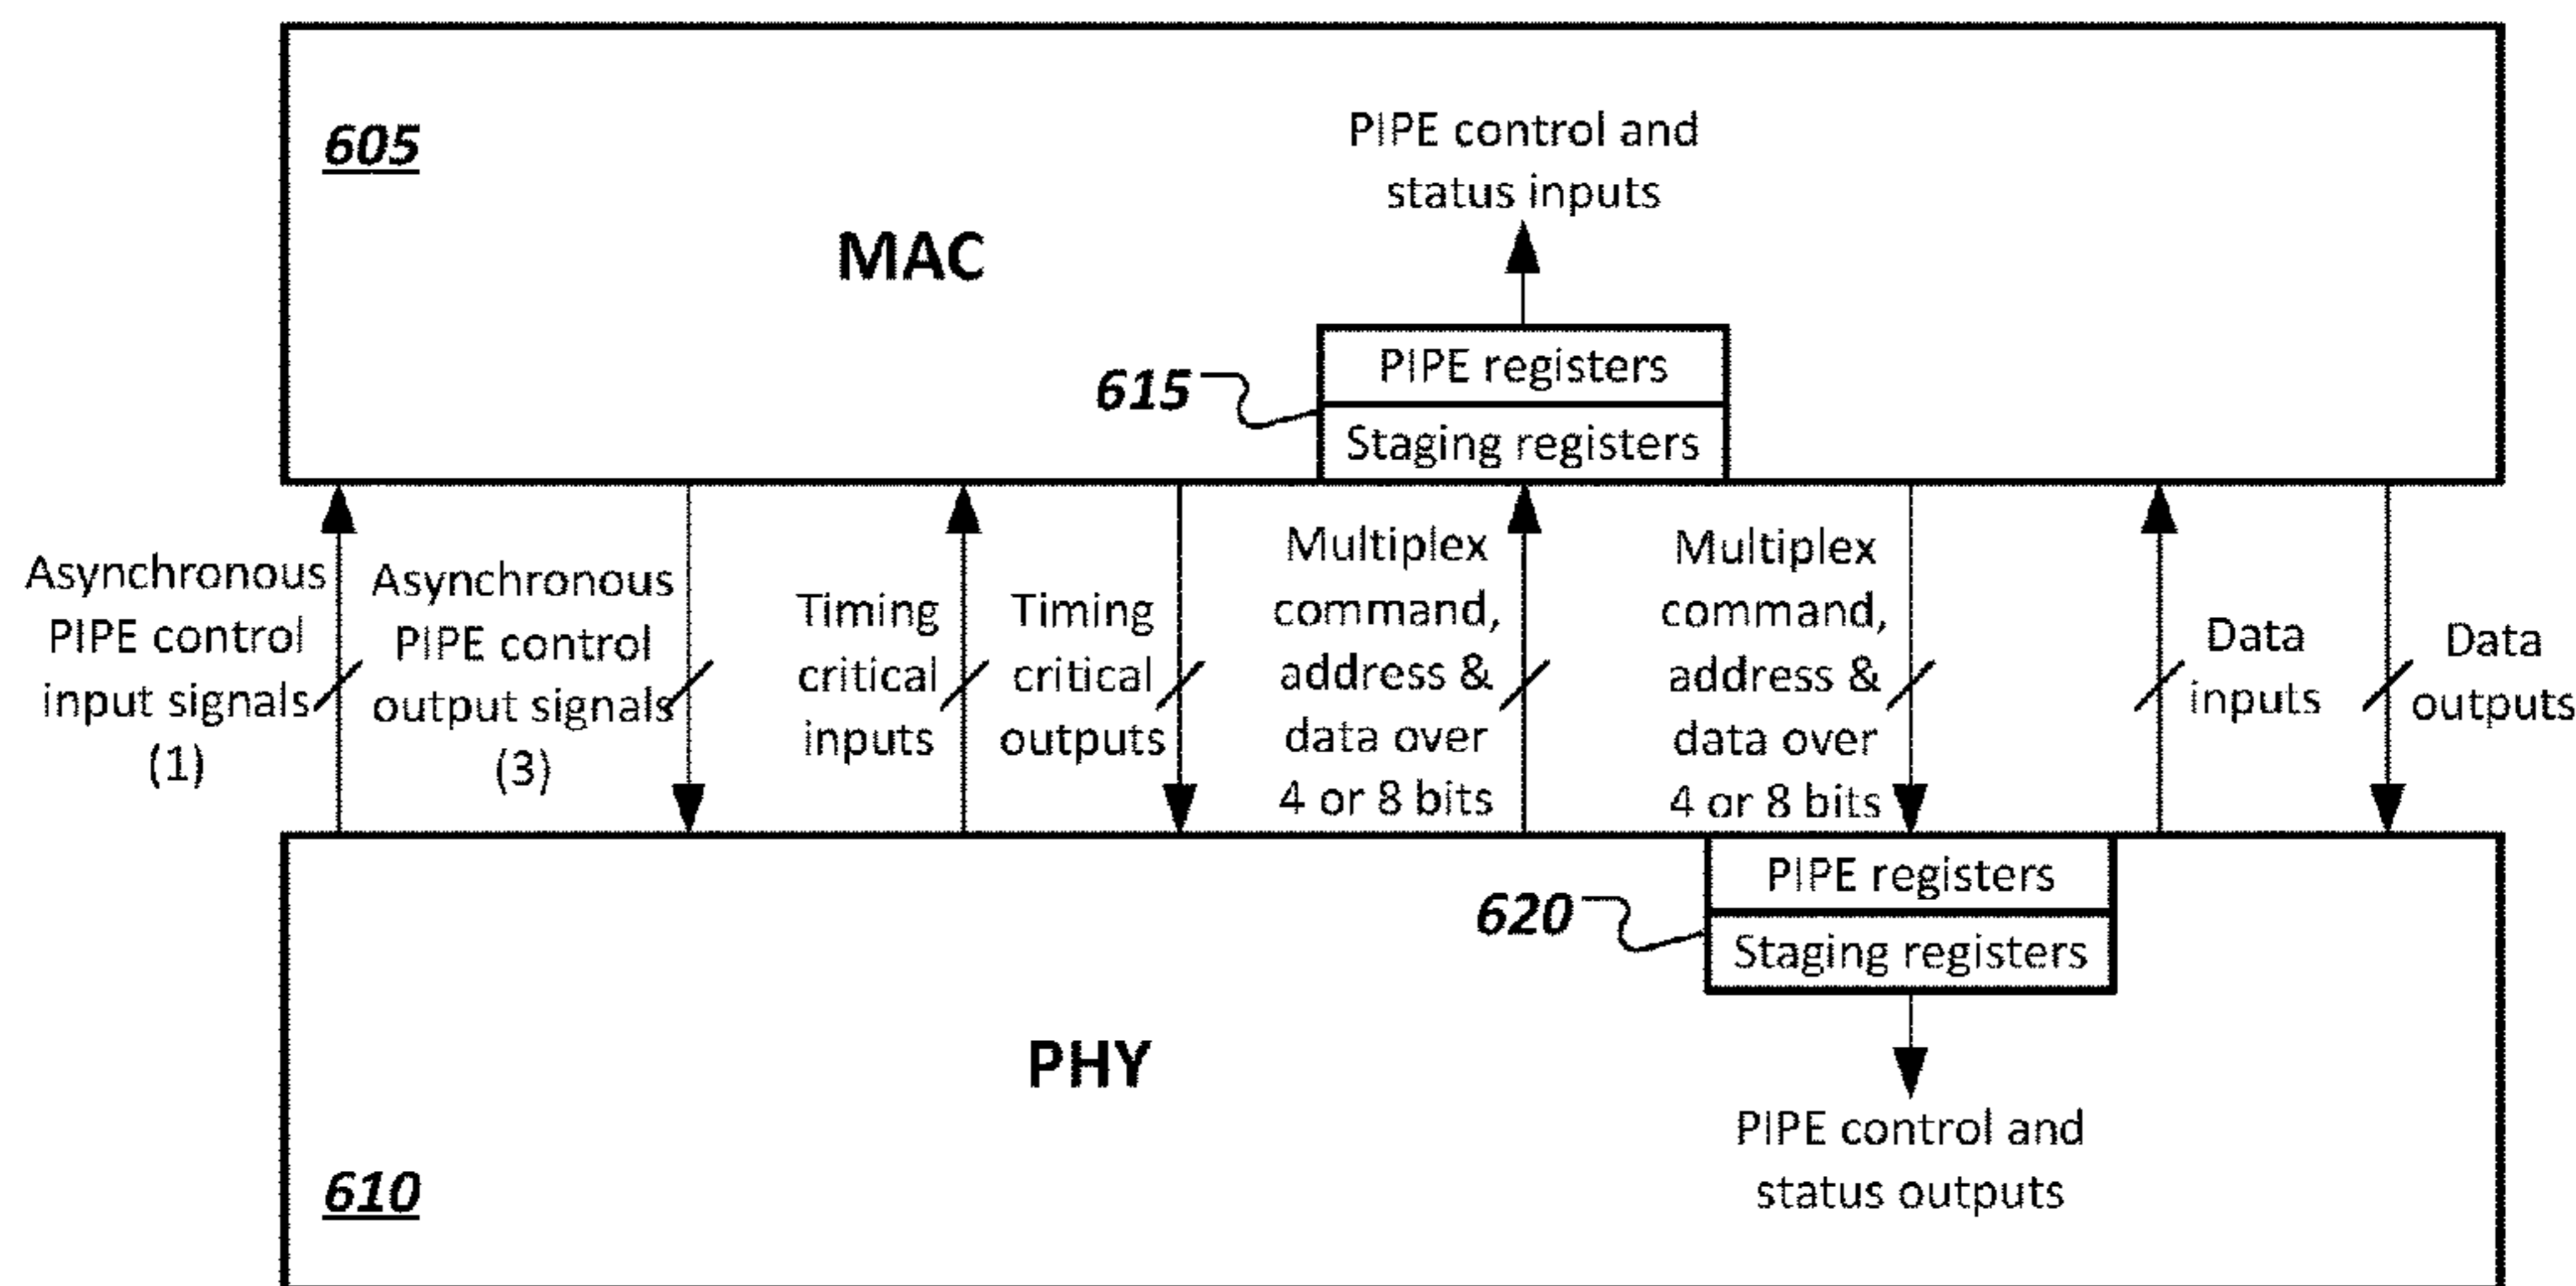 605
MAC
PIPE control and
status inputs
615
PIPE registers
Staging registers
Asynchronous
PIPE control
input signals
(1)
Asynchronous
PIPE control
output signals
(3)
Timing
critical
inputs
Timing
critical
outputs
Multiplex
command,
address &
data over
4 or 8 bits
Multiplex
command,
address &
data over
4 or 8 bits
Data
inputs
Data
outputs
620
PIPE registers
Staging registers
PHY
PIPE control and
status outputs
610